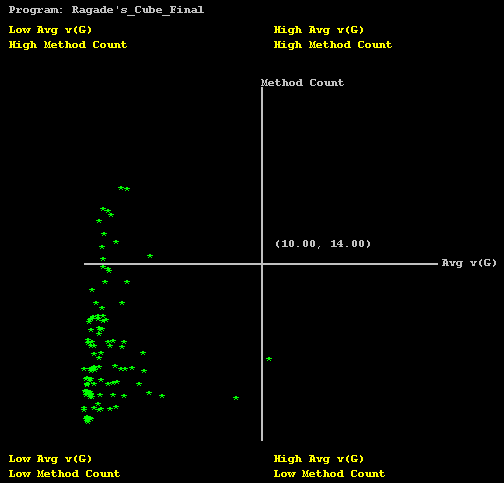 Program: Ragade's_Cube_Final
Low Avg v(G)
High Method Count
High Avg v(G)
High Method Count
Method Count
(10.00, 14.00)
Avg v(G)
Low Avg v(G)
Low Method Count
High Avg v(G)
Low Method Count